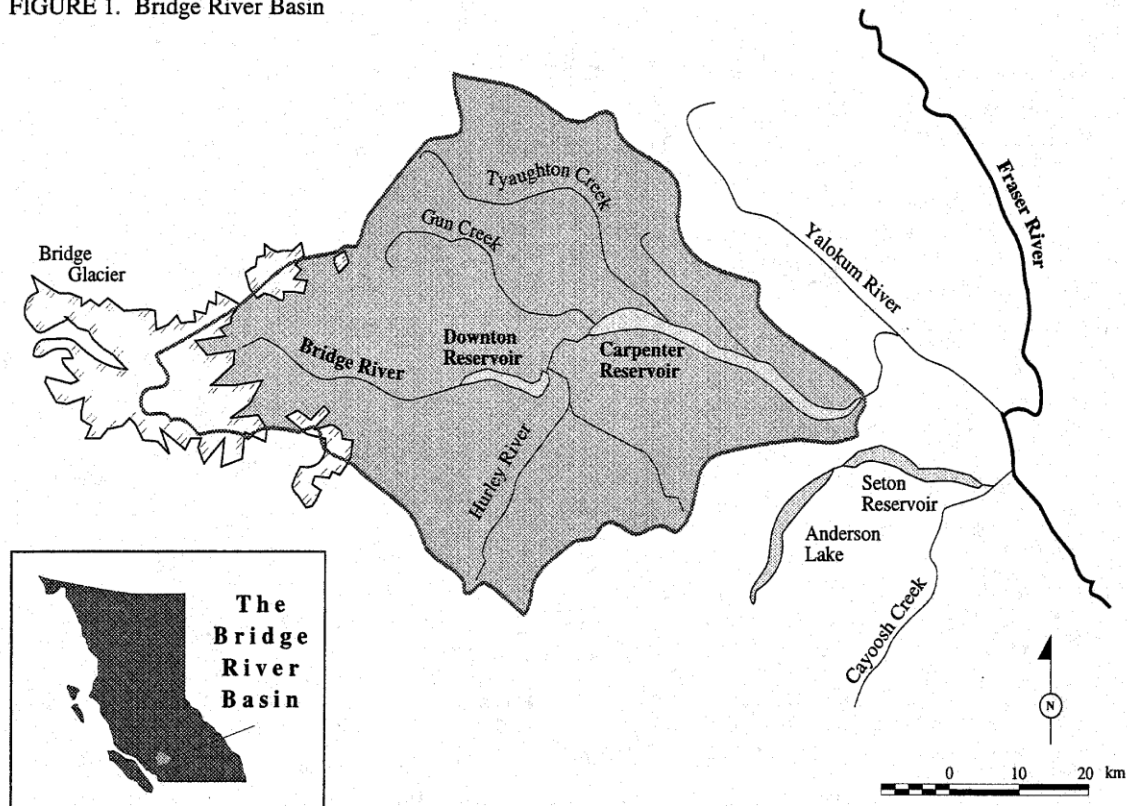 FIGURE 1. Bridge River Basin
Tyaughton Creek
Gun Creek
Fraser River
Yalokum River
Bridge
Glacier
Downton
Reservoir
Bridge River
Carpenter
Reservoir
Hurley River
Seton
Reservoir
Anderson
Lake
Cayoosh Creek
The
Bridge
River
Basin
N
0 10 20 km